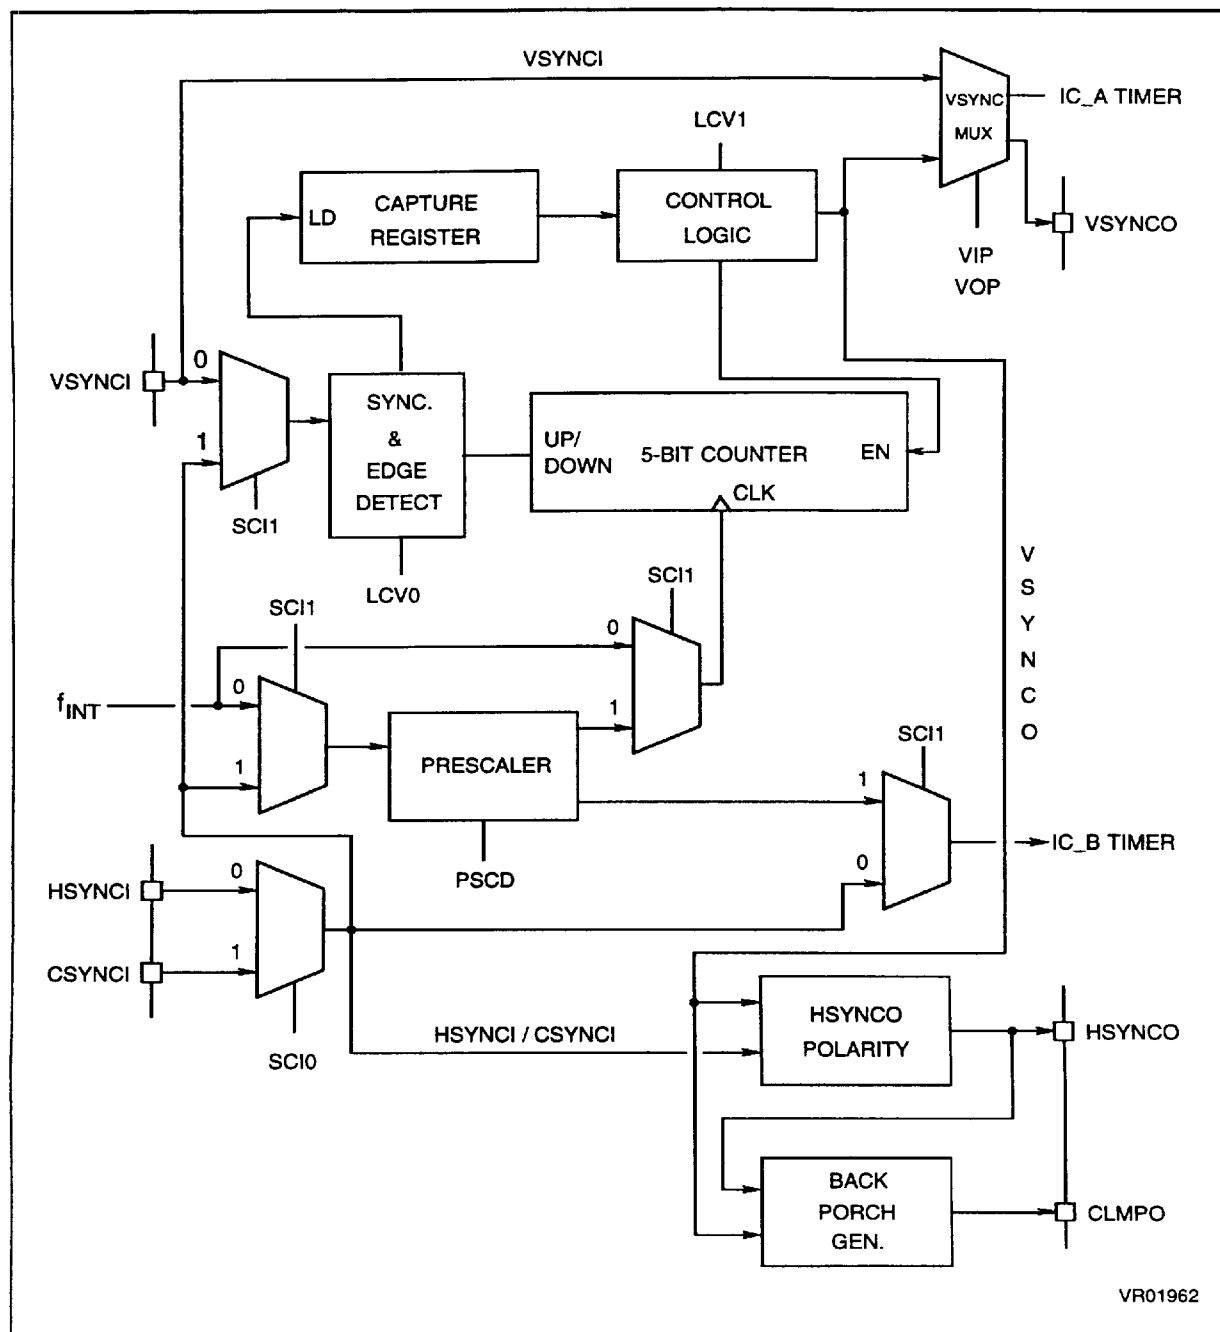 VSYNCI
VSYNC
MUX
IC_A TIMER
LCV1
LD
CAPTURE
REGISTER
CONTROL
LOGIC
VSYNCO
VIP
VOP
VSYNCI
0
1
SCI1
SYNC.
&
EDGE
DETECT
LCV0
UP/
DOWN
5-BIT COUNTER
EN
CLK
V
S
Y
N
C
O
SCI1
SCI1
0
1
fINT
0
1
PRESCALER
PSCD
SCI1
1
0
IC_B TIMER
HSYNCI
0
CSYNCI
1
SCI0
HSYNCI / CSYNCI
HSYNCO
POLARITY
HSYNCO
BACK
PORCH
GEN.
CLMPO
VR01962